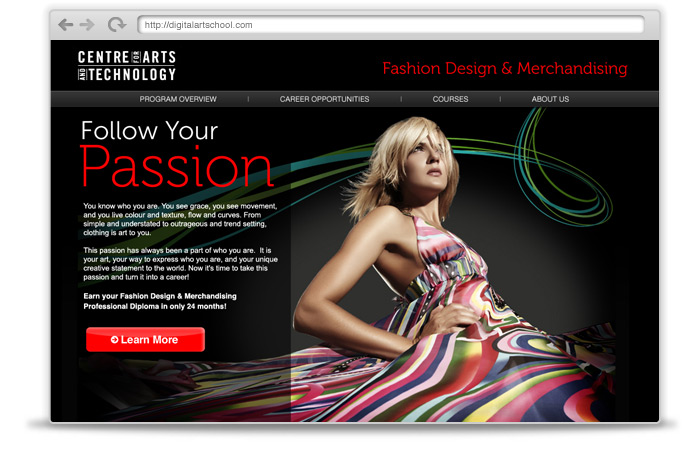 http://digitalartschool.com
CENTRE FOR ARTS
AND TECHNOLOGY
Fashion Design & Merchandising
PROGRAM OVERVIEW | CAREER OPPORTUNITIES | COURSES | ABOUT US
Follow Your
Passion
You know who you are. You see grace, you see movement,
and you live colour and texture, flow and curves. From
simple and understated to outrageous and trend setting,
clothing is art to you.
This passion has always been a part of who you are. It is
your art, your way to express who you are, and your unique
creative statement to the world. Now it's time to take this
passion and turn it into a career!
Earn your Fashion Design & Merchandising
Professional Diploma in only 24 months!
Learn More